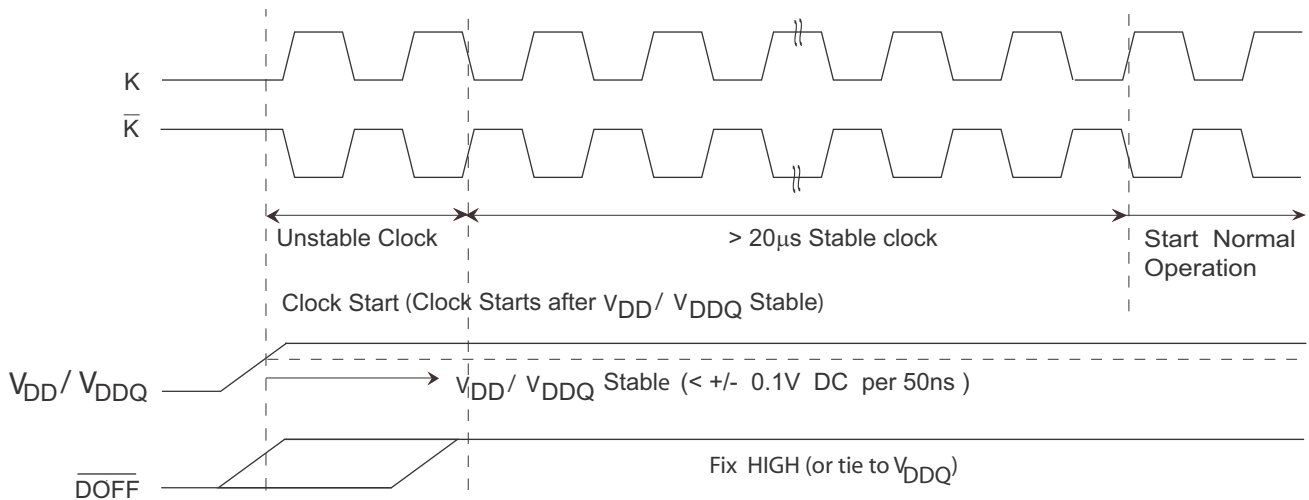 K
K̅
Unstable Clock
> 20μs Stable clock
Start Normal
Operation
Clock Start (Clock Starts after VDD / VDDQ Stable)
VDD / VDDQ
VDD / VDDQ Stable (< +/- 0.1V DC per 50ns )
D̅O̅F̅F̅
Fix HIGH (or tie to VDDQ)